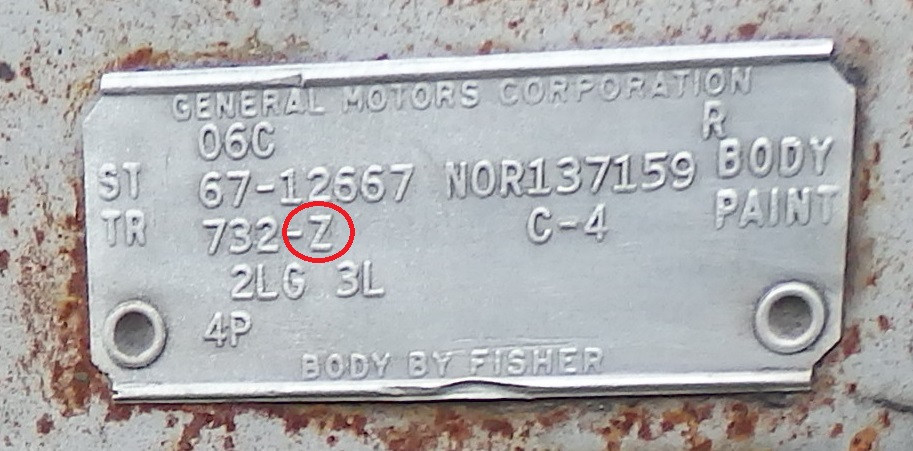 GENERAL MOTORS CORPORATION
06C R
ST 67-12667 NOR137159 BODY
TR 732-Z C-4 PAINT
2LG 3L
4P
BODY BY FISHER